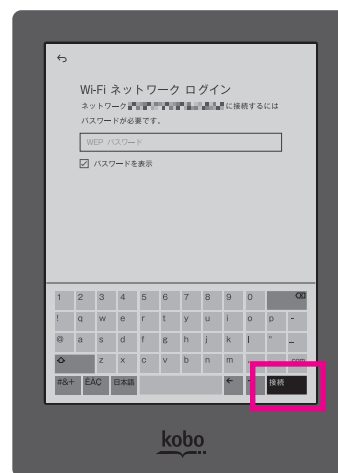 Wi-Fi ネットワーク ログイン
ネットワーク に接続するには
パスワードが必要です。
WEP パスワード
パスワードを表示
1 2 3 4 5 6 7 8 9 0
! q w e r t y u i o p -
@ a s d f g h j k l " _
z x c v b n m .com
#&+ ÉAÇ 日本語 ← 接続
kobo